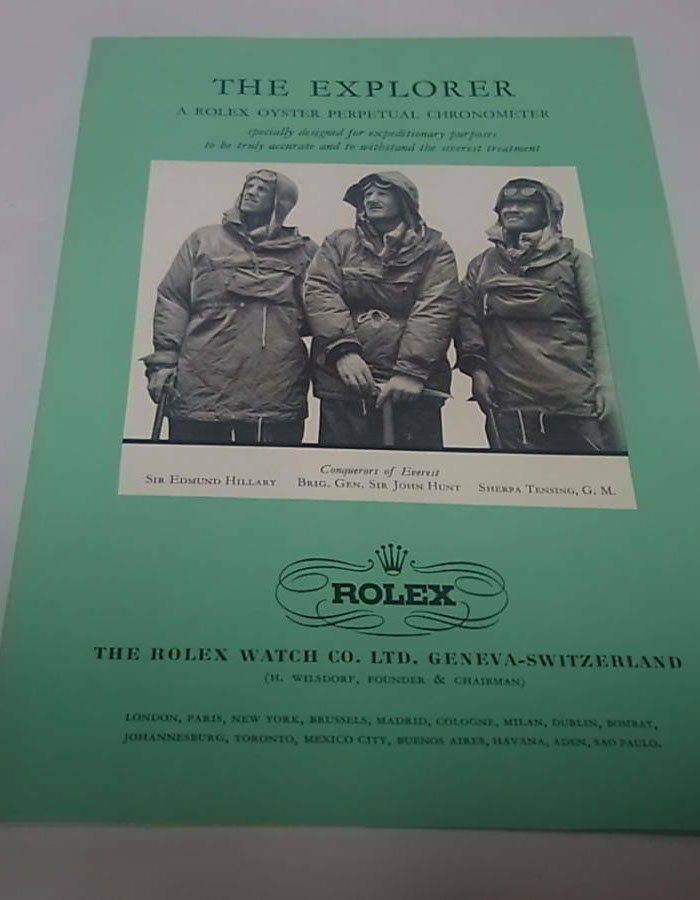 THE EXPLORER
A ROLEX OYSTER PERPETUAL CHRONOMETER
specially designed for expeditionary purposes
to be truly accurate and to withstand the severest treatment
Conquerors of Everest
SIR EDMUND HILLARY BRIG. GEN. SIR JOHN HUNT SHERPA TENSING, G. M.
ROLEX
THE ROLEX WATCH CO. LTD. GENEVA-SWITZERLAND
(H. WILSDORF, FOUNDER & CHAIRMAN)
LONDON, PARIS, NEW YORK, BRUSSELS, MADRID, COLOGNE, MILAN, DUBLIN, BOMBAY,
JOHANNESBURG, TORONTO, MEXICO CITY, BUENOS AIRES, HAVANA, ADEN, SAO PAULO.